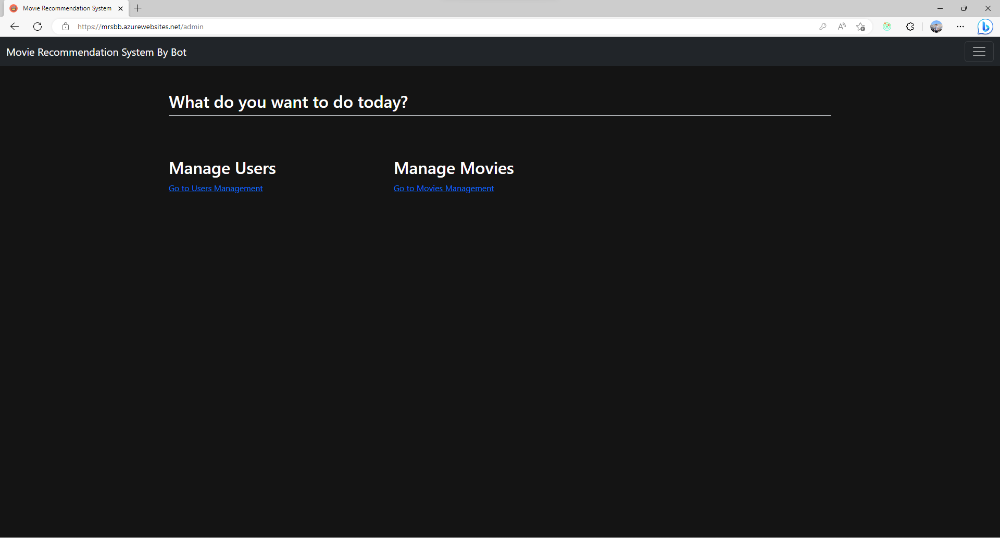 Movie Recommendation System
https://mrsbb.azurewebsites.net/admin
Movie Recommendation System By Bot
What do you want to do today?
Manage Users
Manage Movies
Go to Users Management
Go to Movies Management